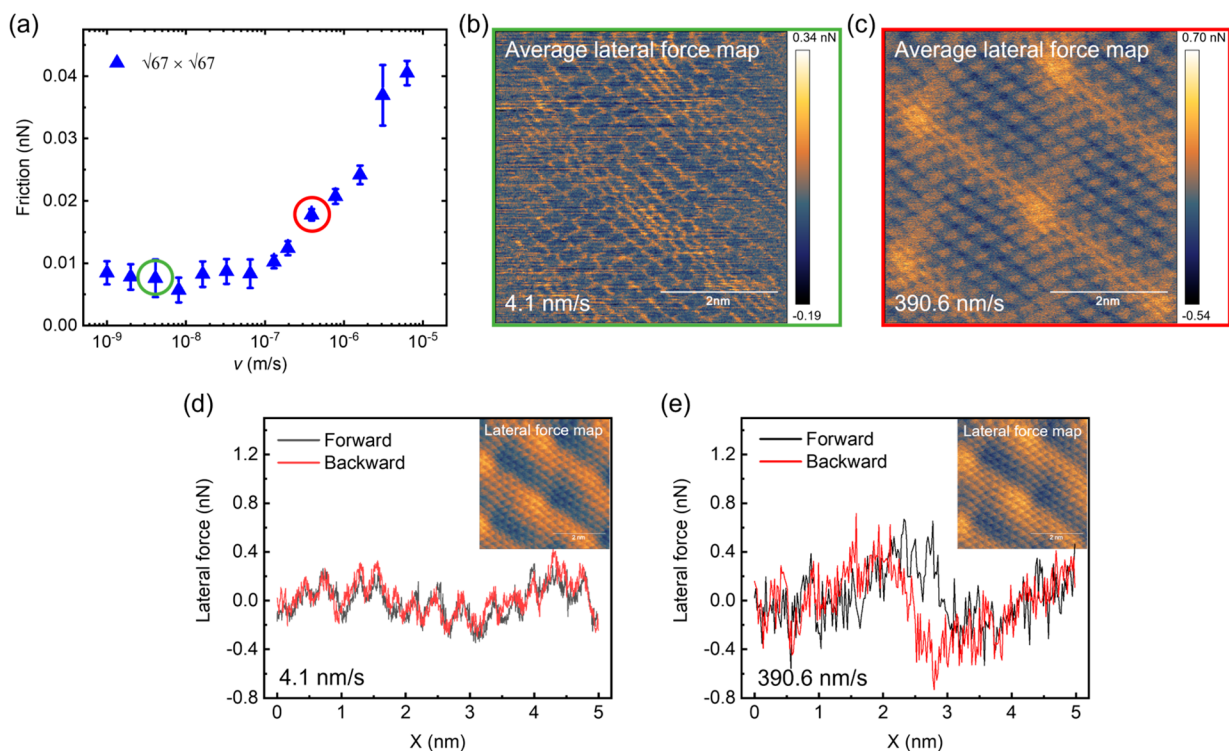 (a)
√67 × √67
Friction (nN)
0.04
0.03
0.02
0.01
0.00
10⁻⁹
10⁻⁸
10⁻⁷
10⁻⁶
10⁻⁵
v (m/s)
(b)
Average lateral force map
4.1 nm/s
2nm
0.34 nN
-0.19
(c)
Average lateral force map
390.6 nm/s
2nm
0.70 nN
-0.54
(d)
Forward
Backward
Lateral force map
2 nm
Lateral force (nN)
1.2
0.8
0.4
0.0
-0.4
-0.8
4.1 nm/s
0
1
2
3
4
5
X (nm)
(e)
Forward
Backward
Lateral force map
2 nm
Lateral force (nN)
1.2
0.8
0.4
0.0
-0.4
-0.8
390.6 nm/s
0
1
2
3
4
5
X (nm)